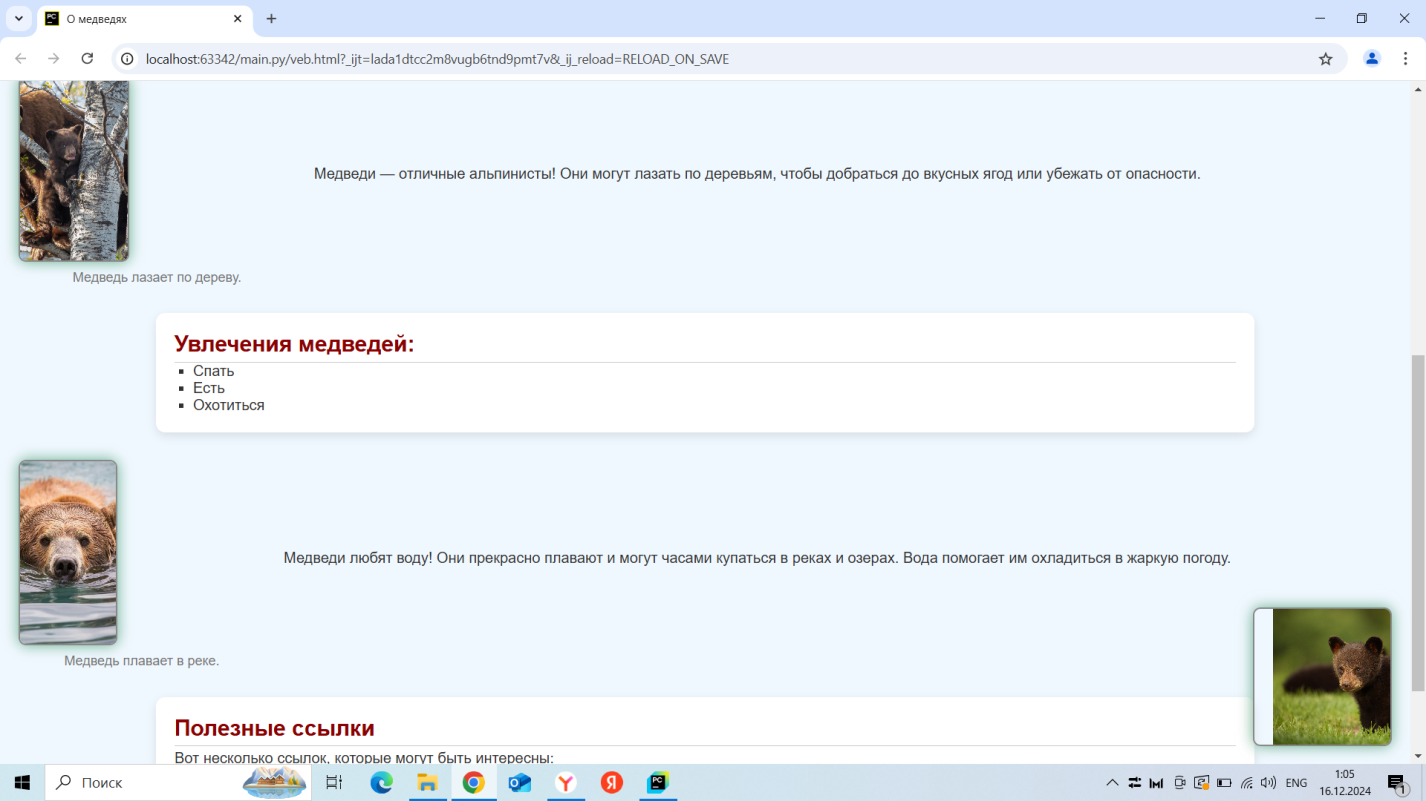 О медведях
localhost:63342/main.py/veb.html?_ijt=lada1dtcc2m8vugb6tnd9pmt7v&_ij_reload=RELOAD_ON_SAVE
Медведи — отличные альпинисты! Они могут лазать по деревьям, чтобы добраться до вкусных ягод или убежать от опасности.
Медведь лазает по дереву.
Увлечения медведей:
Спать
Есть
Охотиться
Медведи любят воду! Они прекрасно плавают и могут часами купаться в реках и озерах. Вода помогает им охладиться в жаркую погоду.
Медведь плавает в реке.
Полезные ссылки
Вот несколько ссылок, которые могут быть интересны:
Поиск
ENG
1:05
16.12.2024
1